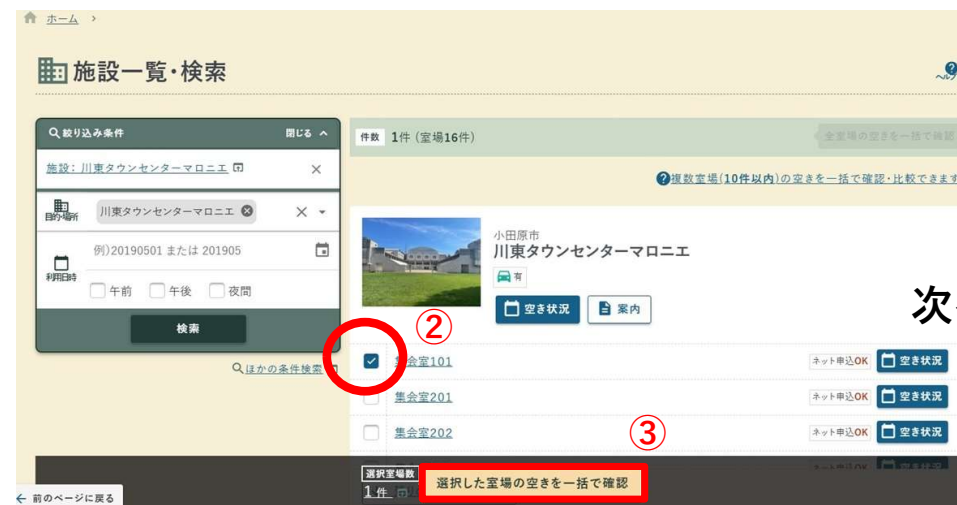 ホーム ›
施設一覧・検索
ヘルプ
絞り込み条件 閉じる
施設: 川東タウンセンターマロニエ
目的・場所 川東タウンセンターマロニエ
利用日時 例)20190501 または 201905
午前 午後 夜間
検索
ほかの条件検索
件数 1件 (室場16件)
全室場の空きを一括で確認
複数室場(10件以内)の空きを一括で確認・比較できます
小田原市
川東タウンセンターマロニエ
有
空き状況 案内
次
②
集会室101 ネット申込OK 空き状況
集会室201 ネット申込OK 空き状況
集会室202 ネット申込OK 空き状況
③
選択室場数
1件
選択した室場の空きを一括で確認
前のページに戻る